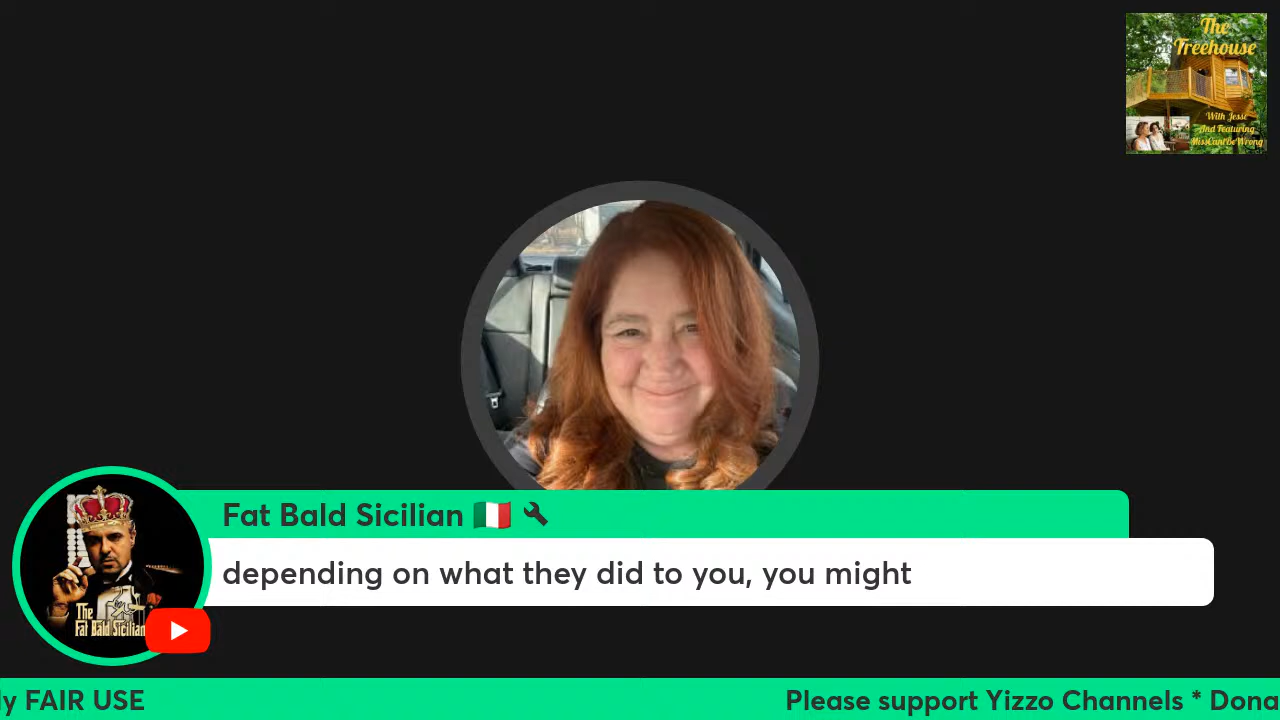 The
Treehouse
With Jesse
And Featuring
MissCantBeWrong
Fat Bald Sicilian 🇮🇹
depending on what they did to you, you might
The
Fat Bald Sicilian
ly FAIR USE
Please support Yizzo Channels * Dona